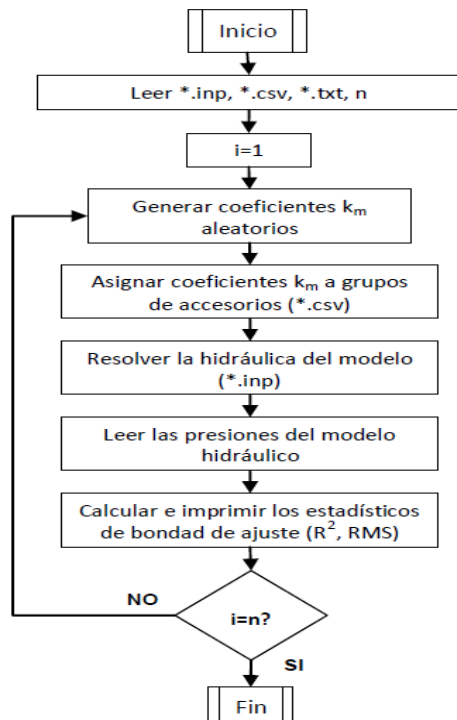 Inicio
Leer *.inp, *.csv, *.txt, n
i=1
Generar coeficientes km
aleatorios
Asignar coeficientes km a grupos
de accesorios (*.csv)
Resolver la hidráulica del modelo
(*.inp)
Leer las presiones del modelo
hidráulico
Calcular e imprimir los estadísticos
de bondad de ajuste (R², RMS)
NO
i=n?
SI
Fin